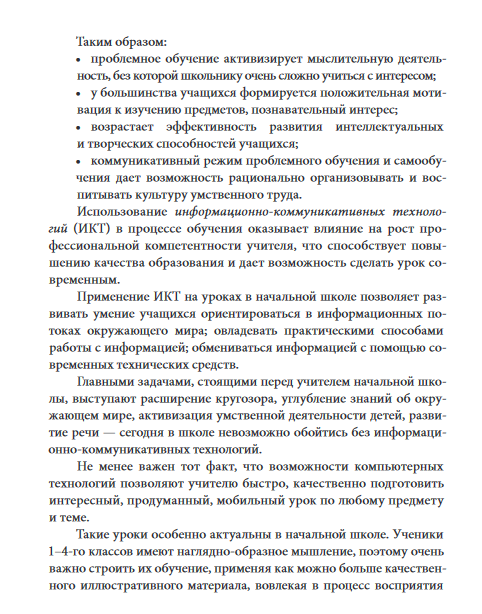 Таким образом:
• проблемное обучение активизирует мыслительную деятель-
ность, без которой школьнику очень сложно учиться с интересом;
• у большинства учащихся формируется положительная моти-
вация к изучению предметов, познавательный интерес;
• возрастает эффективность развития интеллектуальных
и творческих способностей учащихся;
• коммуникативный режим проблемного обучения и самообу-
чения дает возможность рационально организовывать и вос-
питывать культуру умственного труда.
Использование информационно-коммуникативных техноло-
гий (ИКТ) в процессе обучения оказывает влияние на рост про-
фессиональной компетентности учителя, что способствует повы-
шению качества образования и дает возможность сделать урок со-
временным.
Применение ИКТ на уроках в начальной школе позволяет раз-
вивать умение учащихся ориентироваться в информационных по-
токах окружающего мира; овладевать практическими способами
работы с информацией; обмениваться информацией с помощью со-
временных технических средств.
Главными задачами, стоящими перед учителем начальной шко-
лы, выступают расширение кругозора, углубление знаний об окру-
жающем мире, активизация умственной деятельности детей, разви-
тие речи — сегодня в школе невозможно обойтись без информаци-
онно-коммуникативных технологий.
Не менее важен тот факт, что возможности компьютерных
технологий позволяют учителю быстро, качественно подготовить
интересный, продуманный, мобильный урок по любому предмету
и теме.
Такие уроки особенно актуальны в начальной школе. Ученики
1–4-го классов имеют наглядно-образное мышление, поэтому очень
важно строить их обучение, применяя как можно больше качествен-
ного иллюстративного материала, вовлекая в процесс восприятия